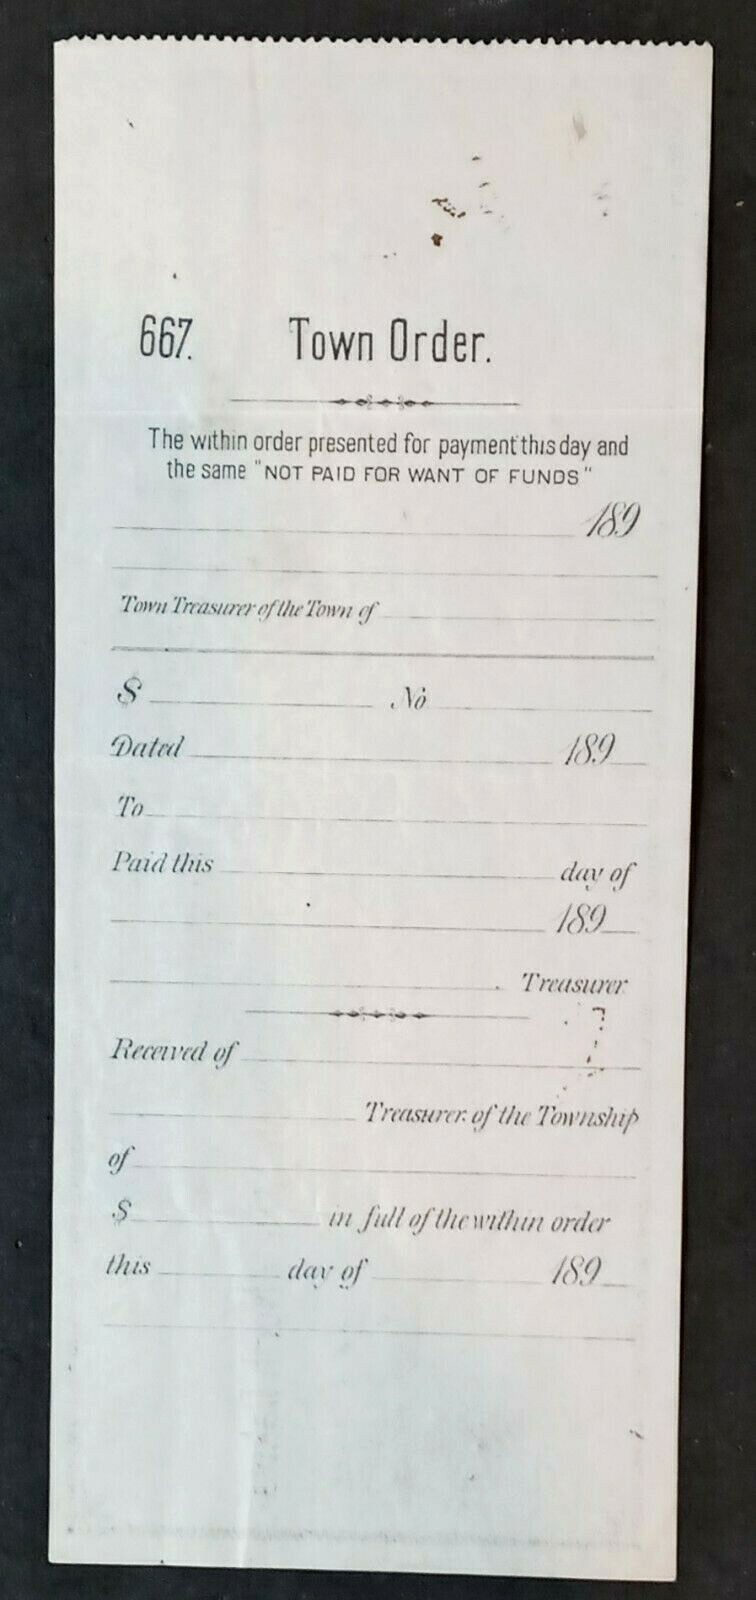 667. Town Order.
The within order presented for payment this day and
the same "NOT PAID FOR WANT OF FUNDS"
189
Town Treasurer of the Town of
$ No
Dated 189
To
Paid this day of
189
Treasurer
Received of
Treasurer of the Township
of
$ in full of the within order
this day of 189